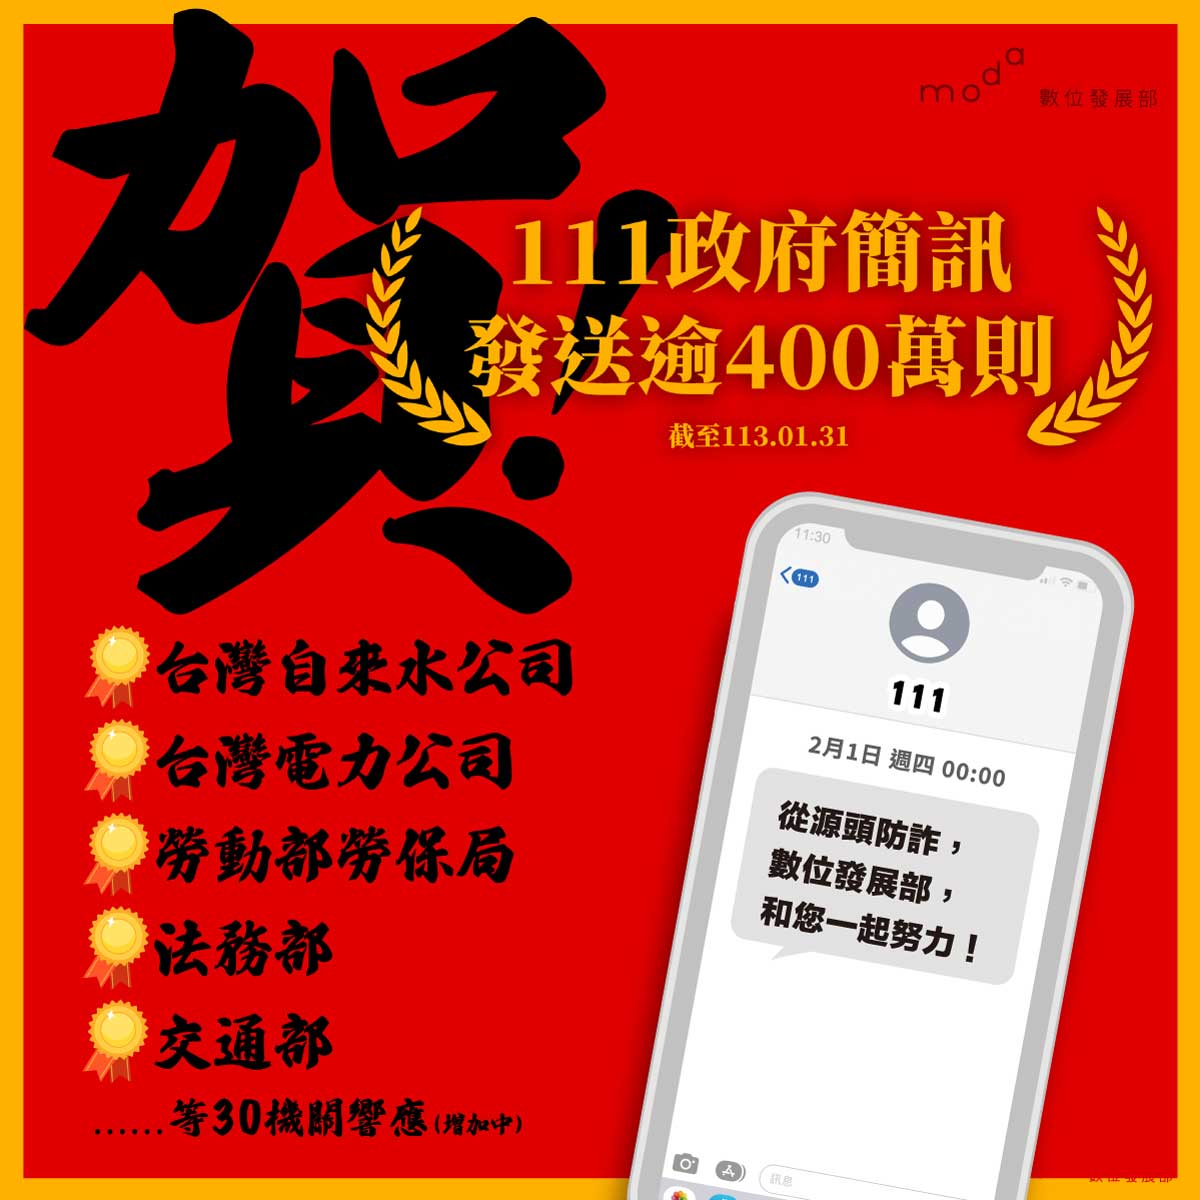 賀!
moda 數位發展部
111政府簡訊
發送逾400萬則
截至113.01.31
台灣自來水公司
台灣電力公司
勞動部勞保局
法務部
交通部
......等30機關響應(增加中)
11:30
111
111
2月1日 週四 00:00
從源頭防詐，
數位發展部，
和您一起努力！
訊息
數位發展部